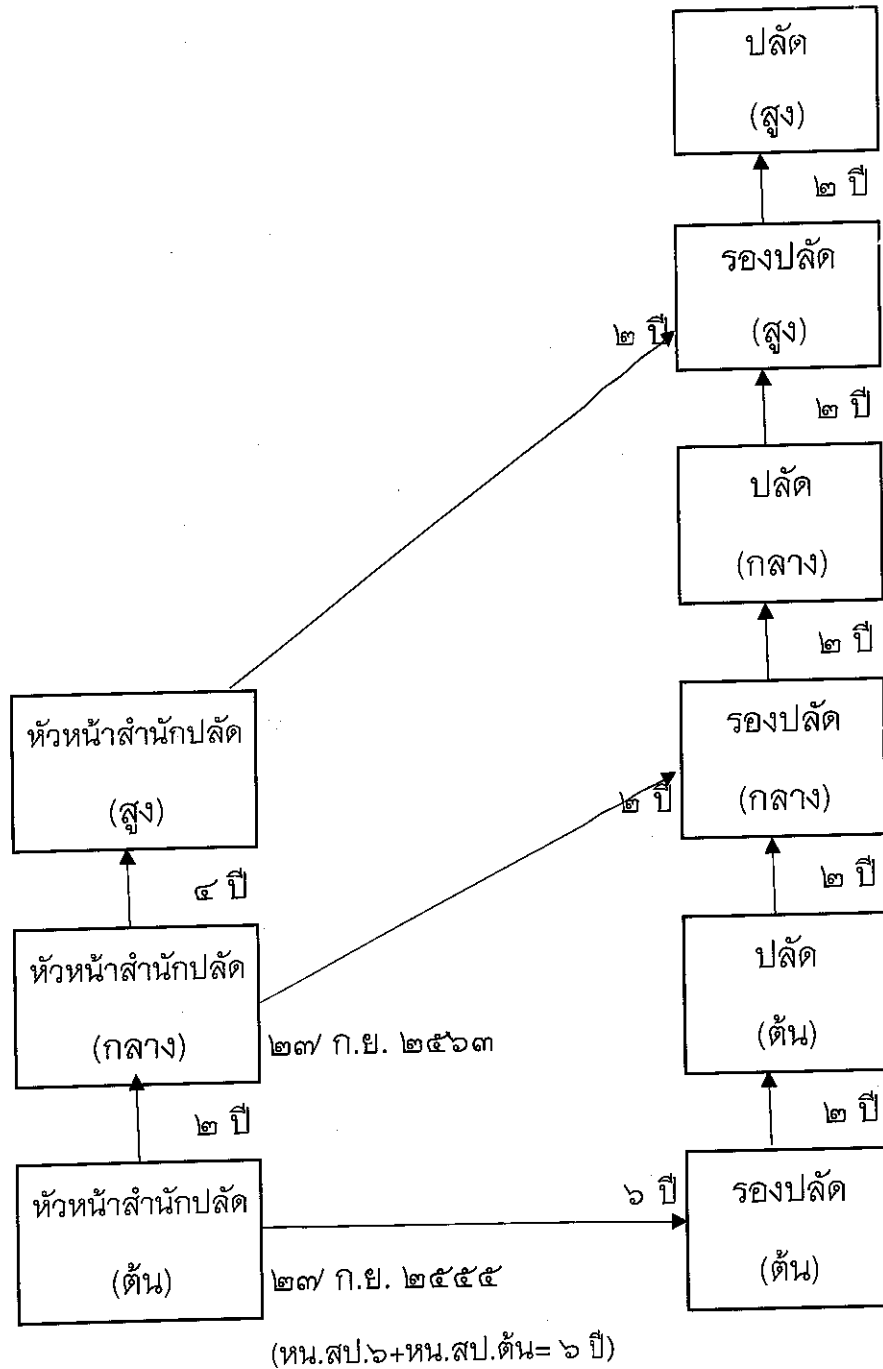 ปลัด
(สูง)
๒ ปี
รองปลัด
(สูง)
๒ ปี
๒ ปี
ปลัด
(กลาง)
๒ ปี
หัวหน้าสำนักปลัด
(สูง)
รองปลัด
(กลาง)
๒ ปี
๔ ปี
๒ ปี
หัวหน้าสำนักปลัด
(กลาง)
๒๗ ก.ย. ๒๕๖๓
ปลัด
(ต้น)
๒ ปี
๒ ปี
หัวหน้าสำนักปลัด
(ต้น)
๖ ปี
รองปลัด
(ต้น)
๒๗ ก.ย. ๒๕๕๕
(หน.สป.๖+หน.สป.ต้น= ๖ ปี)